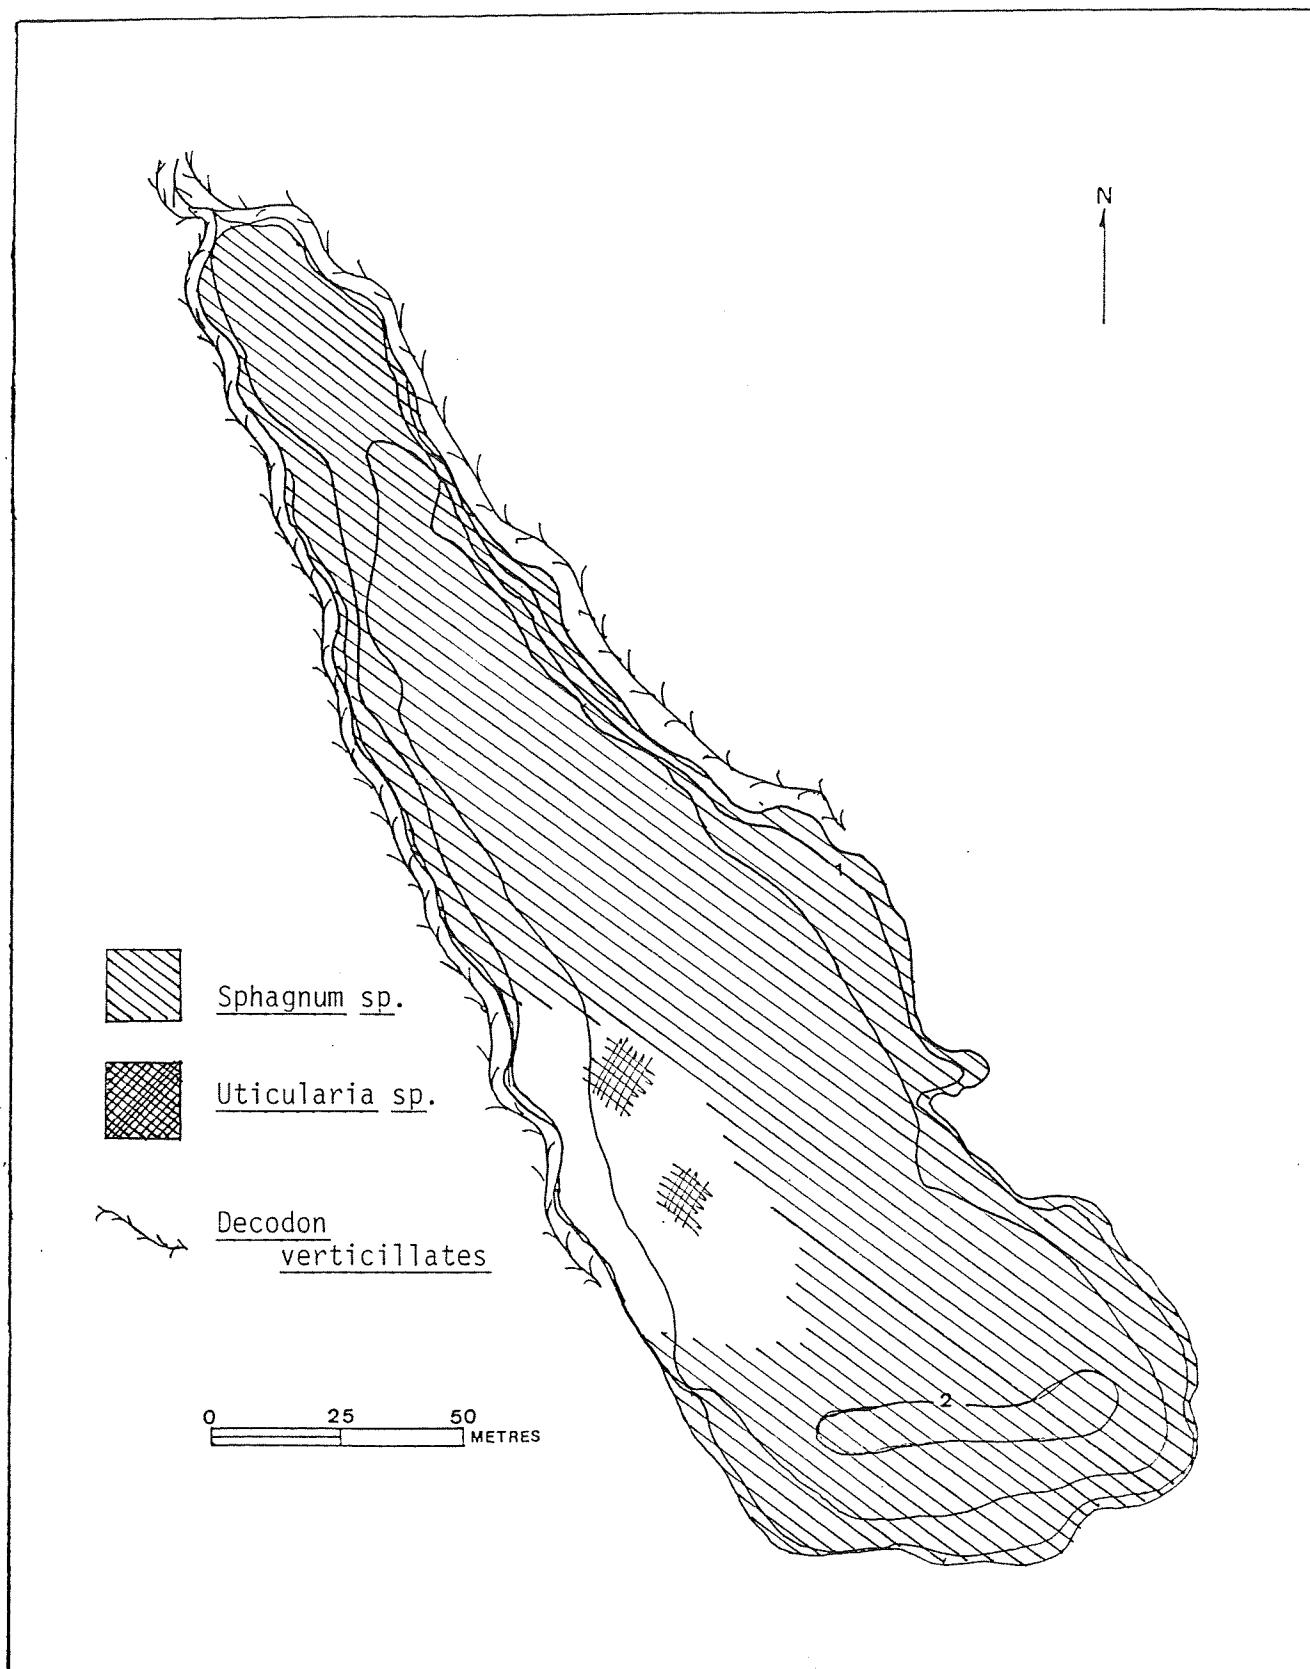 N
1
Sphagnum sp.
Uticularia sp.
Decodon
verticillates
2
0 25 50
METRES